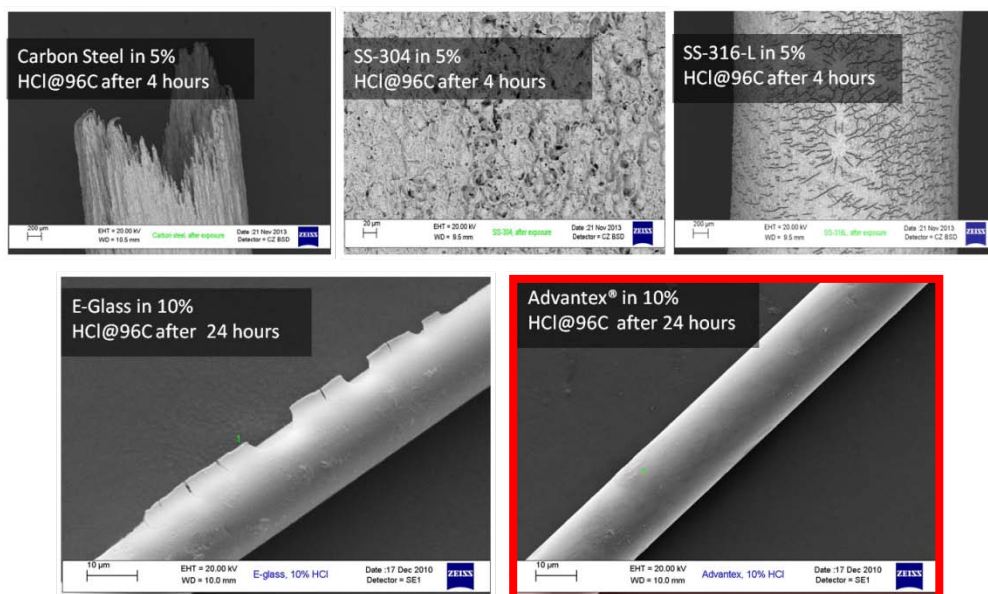 Carbon Steel in 5%
HCl@96C after 4 hours
200 µm
EHT = 20.00 kV
WD = 10.5 mm
Carbon steel, after exposure
Date :21 Nov 2013
Detector = CZ BSD
ZEISS
SS-304 in 5%
HCl@96C after 4 hours
20 µm
EHT = 20.00 kV
WD = 9.5 mm
SS-304, after exposure
Date :21 Nov 2013
Detector = CZ BSD
ZEISS
SS-316-L in 5%
HCl@96C after 4 hours
200 µm
EHT = 20.00 kV
WD = 9.5 mm
SS-316L, after exposure
Date :21 Nov 2013
Detector = CZ BSD
ZEISS
E-Glass in 10%
HCl@96C after 24 hours
1
10 µm
EHT = 20.00 kV
WD = 10.0 mm
E-glass, 10% HCl
Date :17 Dec 2010
Detector = SE1
ZEISS
Advantex® in 10%
HCl@96C after 24 hours
10 µm
EHT = 20.00 kV
WD = 10.0 mm
Advantex, 10% HCl
Date :17 Dec 2010
Detector = SE1
ZEISS